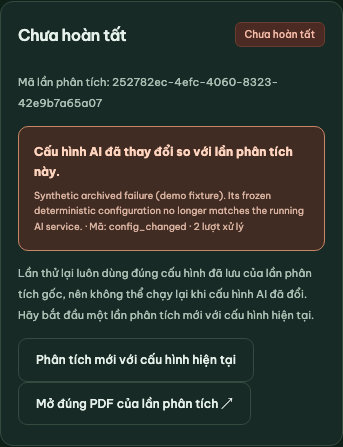 Chưa hoàn tất
Chưa hoàn tất
Mã lần phân tích: 252782ec-4efc-4060-8323-
42e9b7a65a07
Cấu hình AI đã thay đổi so với lần phân tích
này.
Synthetic archived failure (demo fixture). Its frozen
deterministic configuration no longer matches the running
AI service. · Mã: config_changed · 2 lượt xử lý
Lần thử lại luôn dùng đúng cấu hình đã lưu của lần phân
tích gốc, nên không thể chạy lại khi cấu hình AI đã đổi.
Hãy bắt đầu một lần phân tích mới với cấu hình hiện tại.
Phân tích mới với cấu hình hiện tại
Mở đúng PDF của lần phân tích ↗